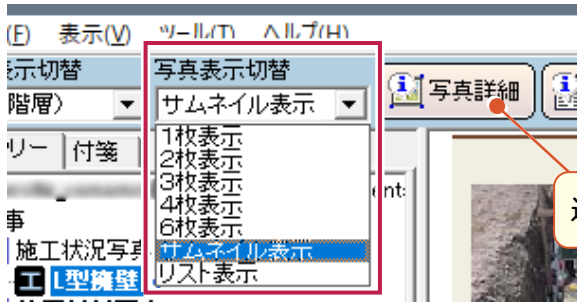 (F) 表示(V) ツール(T) ヘルプ(H)
示切替
写真表示切替
階層）
サムネイル表示
写真詳細
リー
付箋
1枚表示
2枚表示
3枚表示
4枚表示
6枚表示
サムネイル表示
リスト表示
ent:
事
施工状況写真
工 L型擁壁